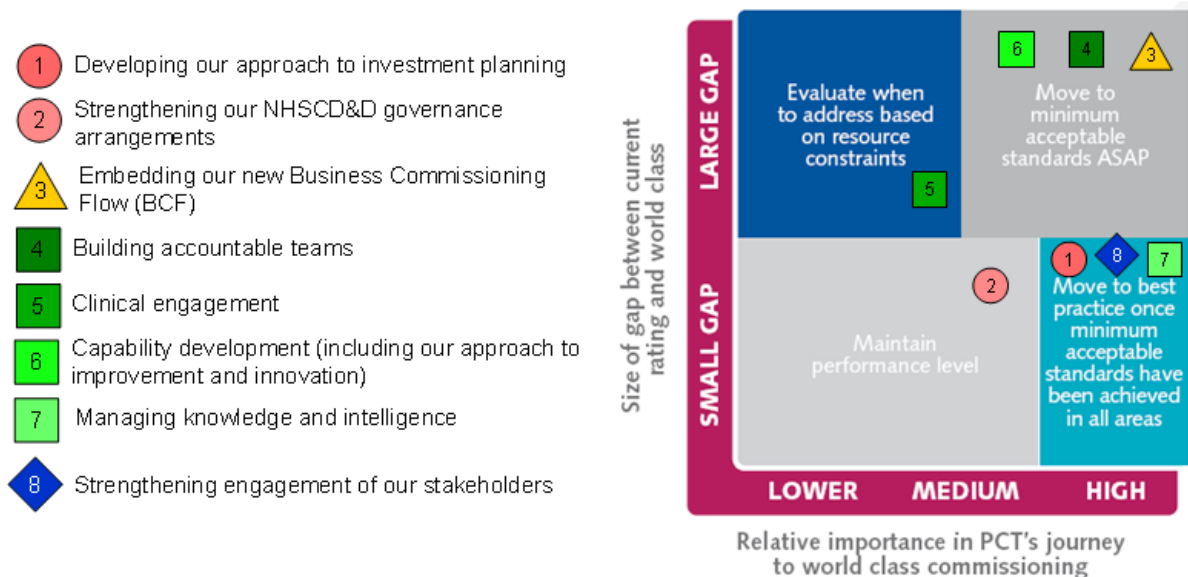 1 Developing our approach to investment planning
2 Strengthening our NHSCD&D governance
arrangements
3 Embedding our new Business Commissioning
Flow (BCF)
4 Building accountable teams
5 Clinical engagement
6 Capability development (including our approach to
improvement and innovation)
7 Managing knowledge and intelligence
8 Strengthening engagement of our stakeholders
Size of gap between current
rating and world class
LARGE GAP
SMALL GAP
Evaluate when
to address based
on resource
constraints
5
6
4
3
Move to
minimum
acceptable
standards ASAP
2
Maintain
performance level
1
8
7
Move to best
practice once
minimum
acceptable
standards have
been achieved
in all areas
LOWER MEDIUM HIGH
Relative importance in PCT's journey
to world class commissioning